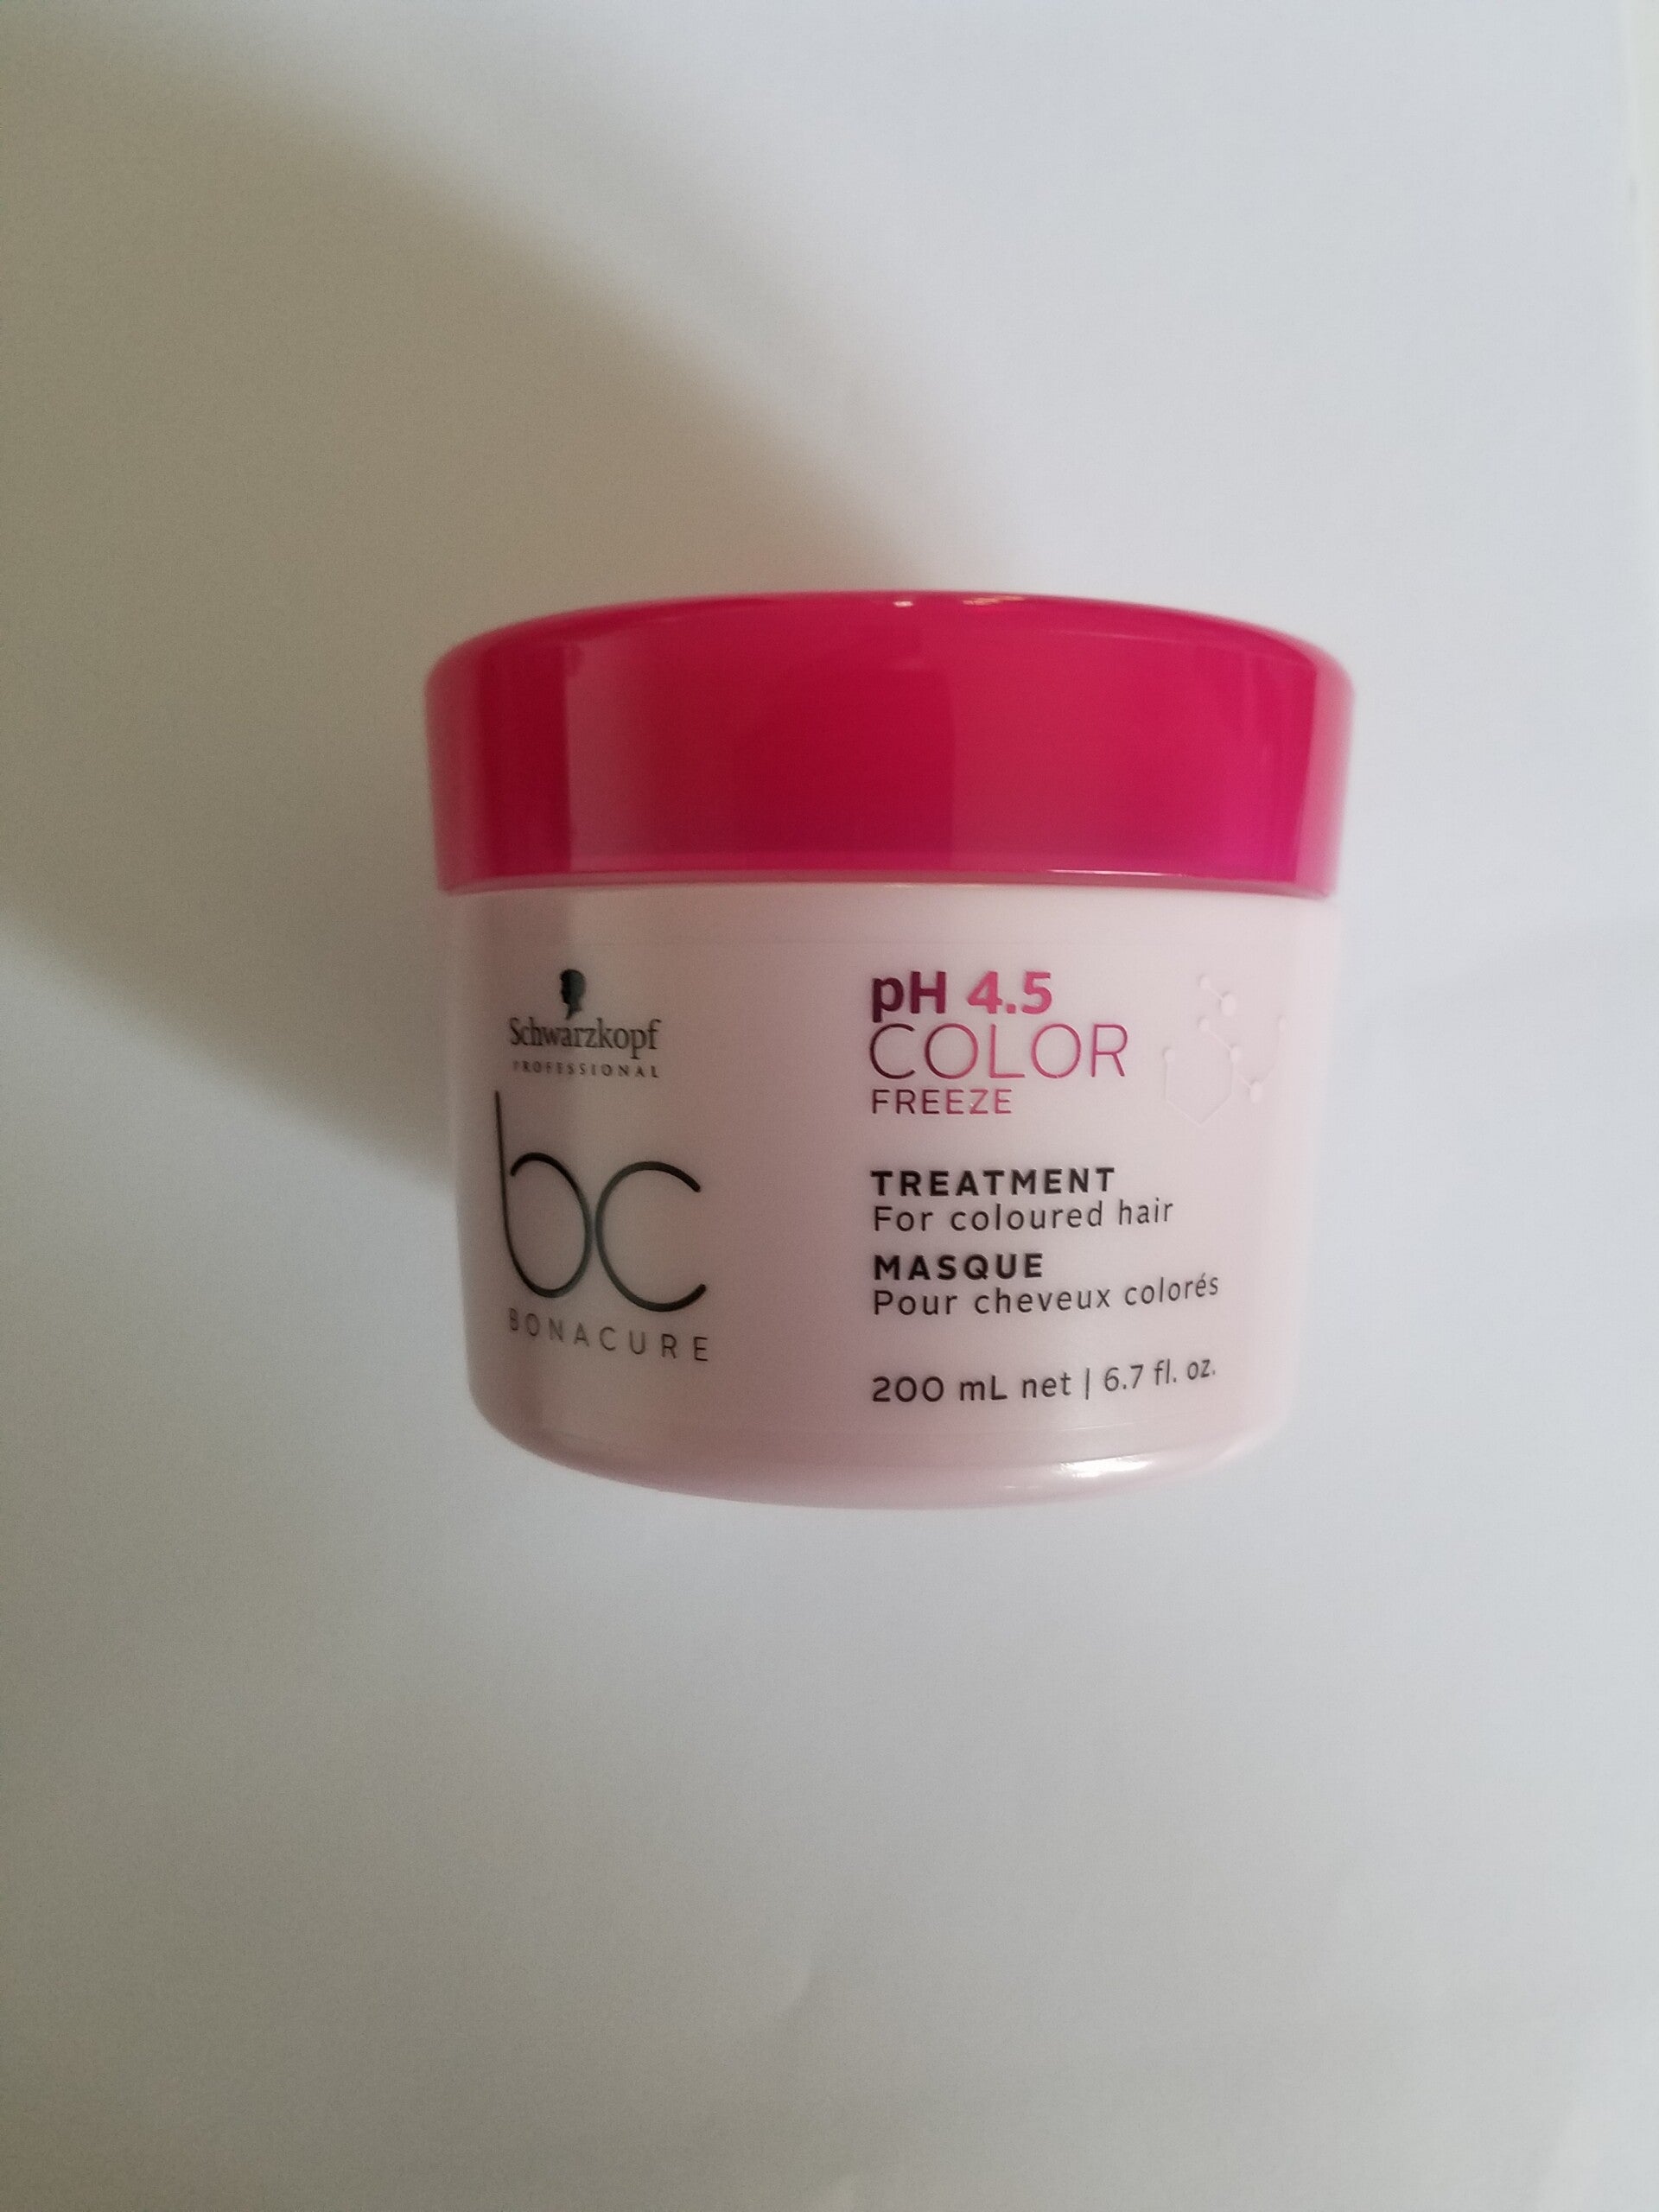 Schwarzkopf
PROFESSIONAL
bc
BONACURE
pH 4.5
COLOR
FREEZE
TREATMENT
For coloured hair
MASQUE
Pour cheveux colorés
200 mL net | 6.7 fl. oz.